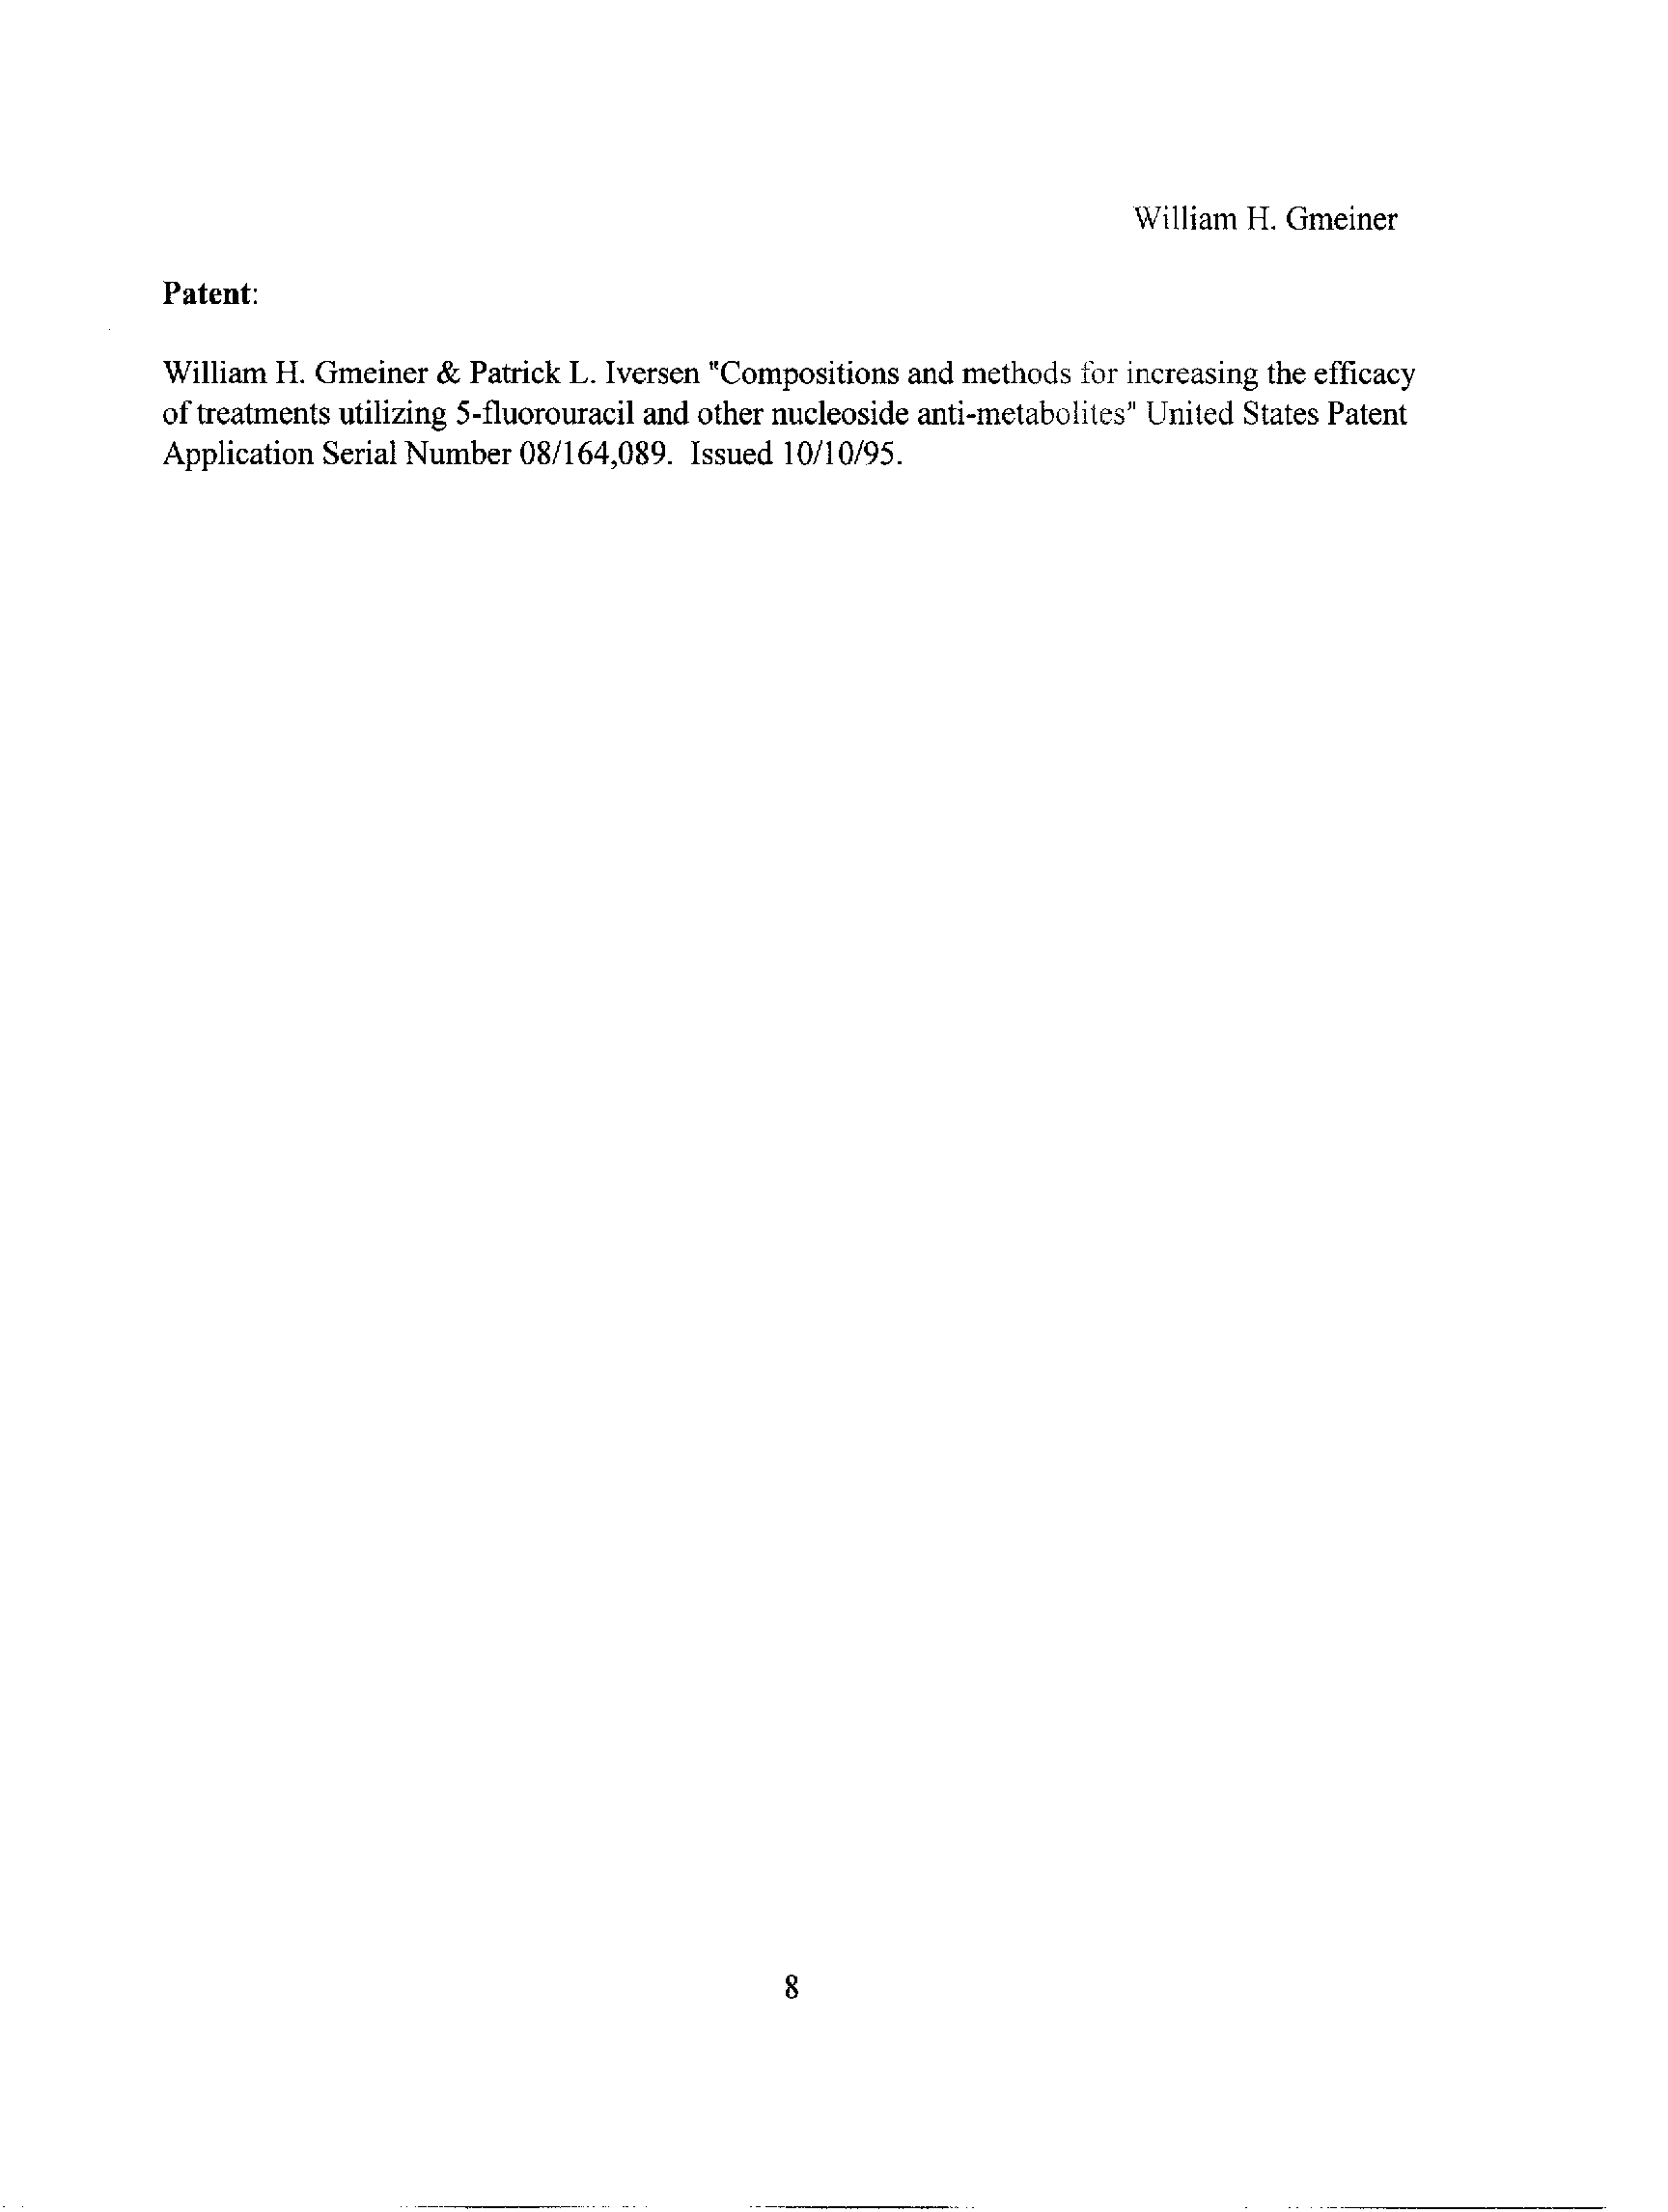 William H. Gmeiner
Patent:
William H. Gmeiner & Patrick L. Iversen "Compositions and methods for increasing the efficacy
of treatments utilizing 5-fluorouracil and other nucleoside anti-metabolites" United States Patent
Application Serial Number 08/164,089. Issued 10/10/95.
8